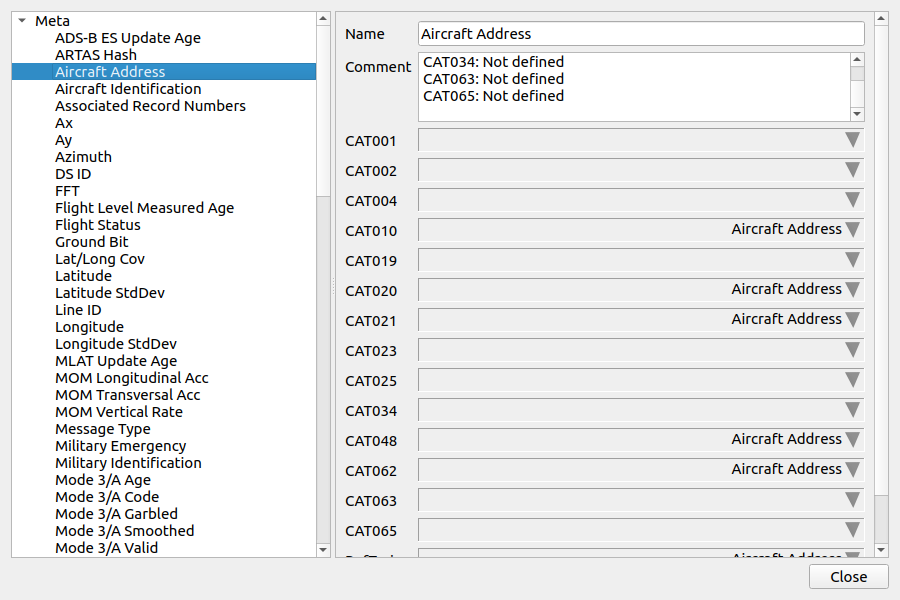 Meta
ADS-B ES Update Age
ARTAS Hash
Aircraft Address
Aircraft Identification
Associated Record Numbers
Ax
Ay
Azimuth
DS ID
FFT
Flight Level Measured Age
Flight Status
Ground Bit
Lat/Long Cov
Latitude
Latitude StdDev
Line ID
Longitude
Longitude StdDev
MLAT Update Age
MOM Longitudinal Acc
MOM Transversal Acc
MOM Vertical Rate
Message Type
Military Emergency
Military Identification
Mode 3/A Age
Mode 3/A Code
Mode 3/A Garbled
Mode 3/A Smoothed
Mode 3/A Valid
Name Aircraft Address
Comment CAT034: Not defined
CAT063: Not defined
CAT065: Not defined
CAT001
CAT002
CAT004
CAT010 Aircraft Address
CAT019
CAT020 Aircraft Address
CAT021 Aircraft Address
CAT023
CAT025
CAT034
CAT048 Aircraft Address
CAT062 Aircraft Address
CAT063
CAT065
Aircraft Address
Close